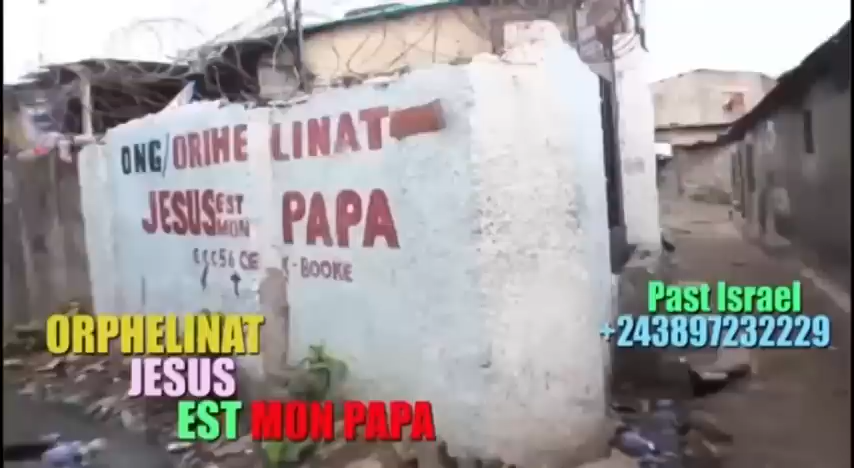 ONG/ORIHELINAT
JESUS EST MON PAPA
-BOOKE
ORPHELINAT
JESUS
EST MON PAPA
Past Israel
+243897232229